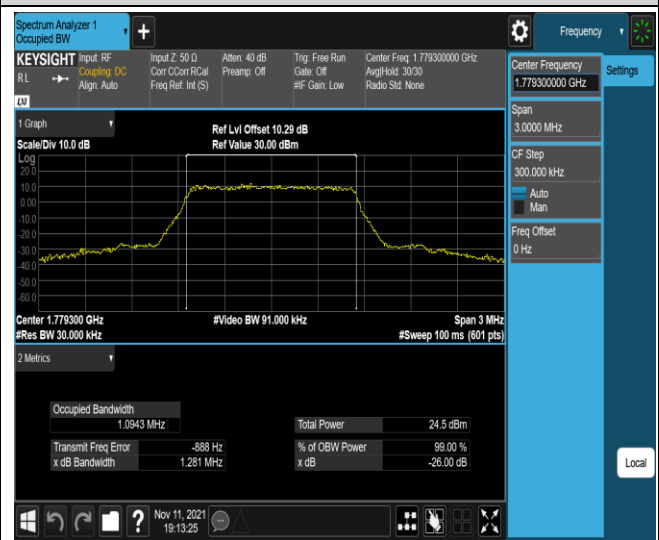 Spectrum Analyzer 1
Occupied BW
+
Frequency
KEYSIGHT
RL
LXI
Input: RF
Coupling: DC
Align: Auto
Input Z: 50 Ω
Corr CCorr RCal
Freq Ref: Int (S)
Atten: 40 dB
Preamp: Off
Trig: Free Run
Gate: Off
#IF Gain: Low
Center Freq: 1.779300000 GHz
Avg|Hold: 30/30
Radio Std: None
Center Frequency
1.779300000 GHz
Settings
Span
3.0000 MHz
CF Step
300.000 kHz
Auto
Man
Freq Offset
0 Hz
1 Graph
Scale/Div 10.0 dB
Ref Lvl Offset 10.29 dB
Ref Value 30.00 dBm
Log
20.0
10.0
0.00
-10.0
-20.0
-30.0
-40.0
-50.0
-60.0
Center 1.779300 GHz
#Video BW 91.000 kHz
Span 3 MHz
#Res BW 30.000 kHz
#Sweep 100 ms (601 pts)
2 Metrics
Occupied Bandwidth
1.0943 MHz
Total Power 24.5 dBm
Transmit Freq Error -888 Hz
% of OBW Power 99.00 %
x dB Bandwidth 1.281 MHz
x dB -26.00 dB
Local
?
Nov 11, 2021
19:13:25